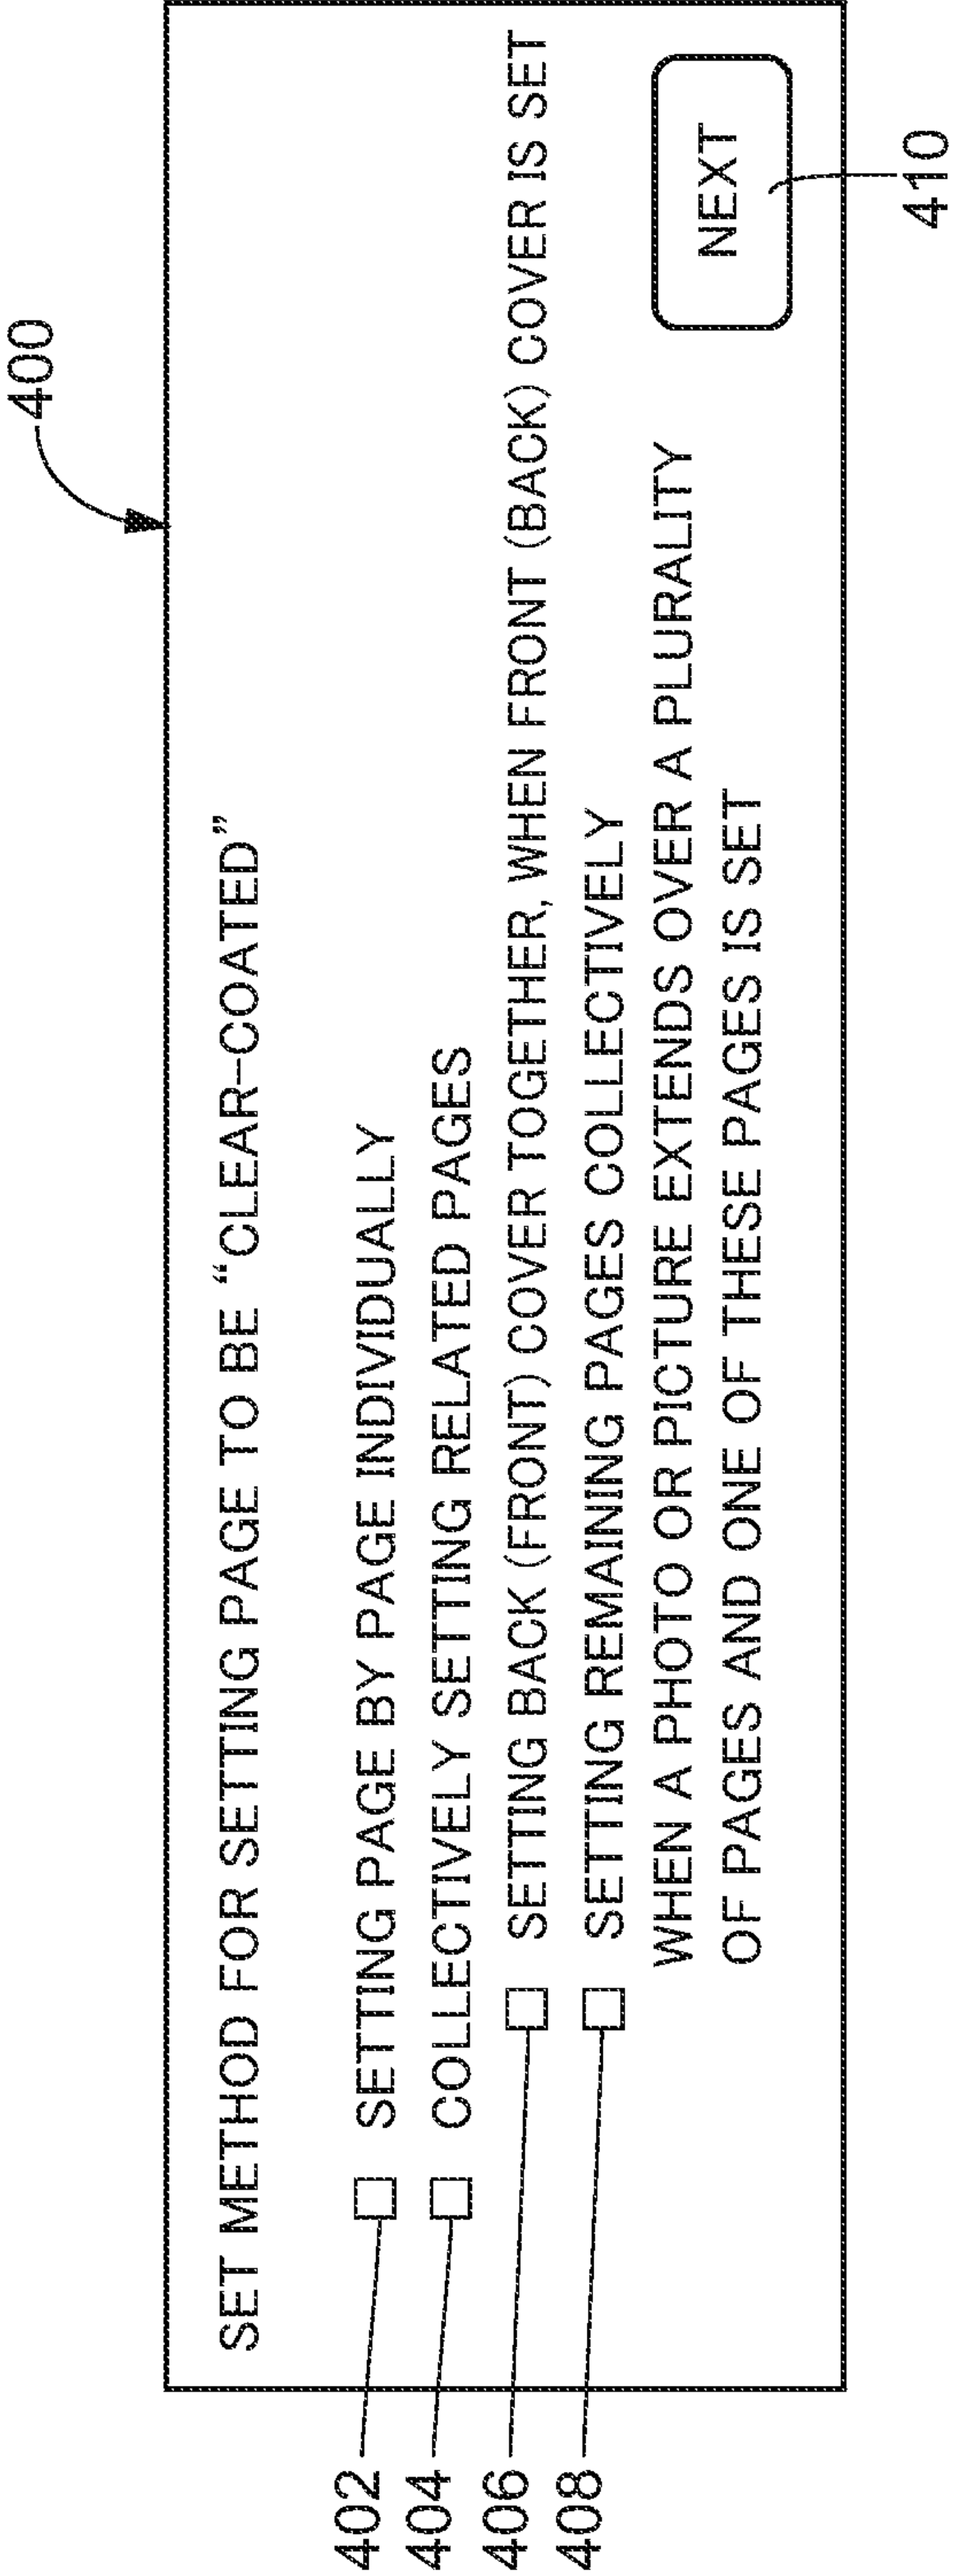 400
SET METHOD FOR SETTING PAGE TO BE “CLEAR-COATED”
402
SETTING PAGE BY PAGE INDIVIDUALLY
404
COLLECTIVELY SETTING RELATED PAGES
406
SETTING BACK (FRONT) COVER TOGETHER, WHEN FRONT (BACK) COVER IS SET
408
SETTING REMAINING PAGES COLLECTIVELY
WHEN A PHOTO OR PICTURE EXTENDS OVER A PLURALITY
OF PAGES AND ONE OF THESE PAGES IS SET
NEXT
410